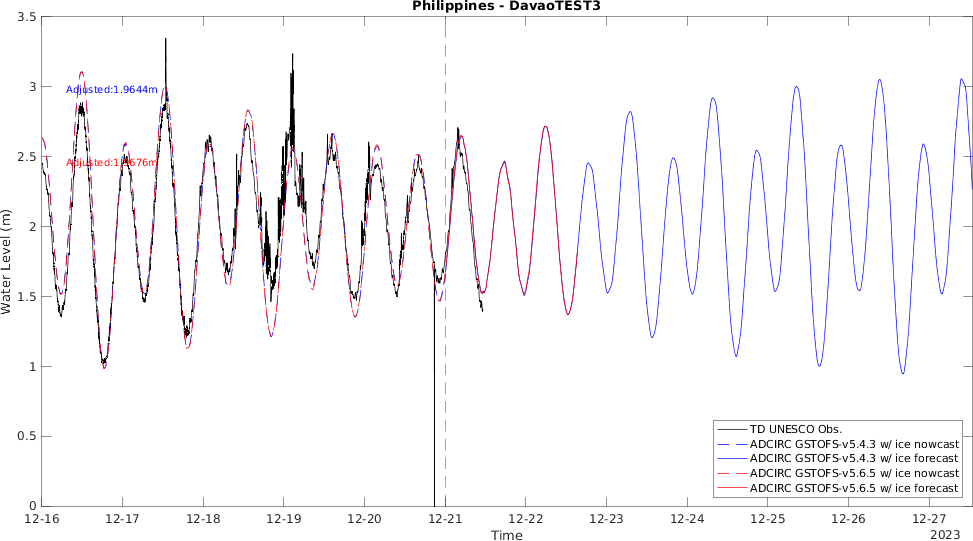 Philippines - DavaoTEST3
Water Level (m)
3.5
3
2.5
2
1.5
1
0.5
0
Adjusted:1.9644m
12-16
12-17
12-18
12-19
12-20
12-21
12-22
12-23
12-24
12-25
12-26
12-27
2023
Time
TD UNESCO Obs.
ADCIRC GSTOFS-v5.4.3 w/ ice nowcast
ADCIRC GSTOFS-v5.4.3 w/ ice forecast
ADCIRC GSTOFS-v5.6.5 w/ ice nowcast
ADCIRC GSTOFS-v5.6.5 w/ ice forecast